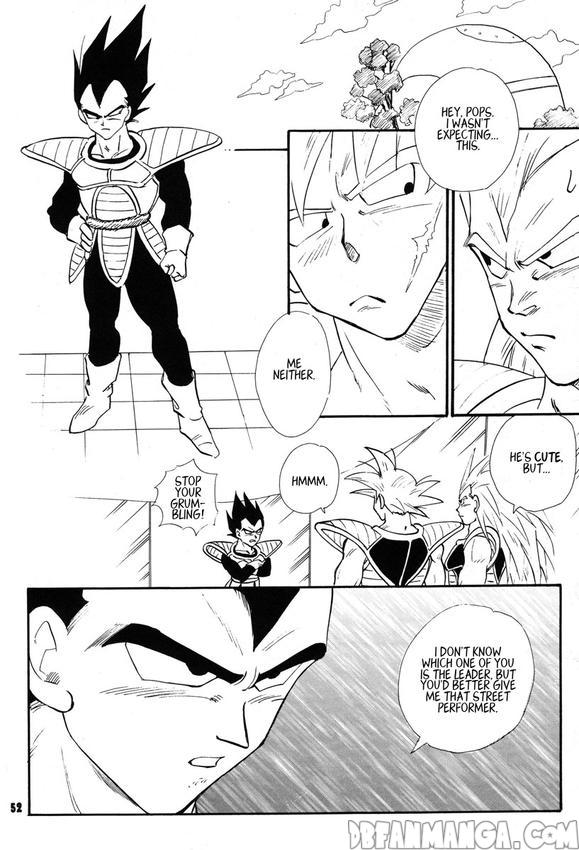 HEY, POPS.
I WASN'T
EXPECTING...
THIS.
ME
NEITHER.
HE'S CUTE.
BUT...
HMMM.
STOP
YOUR
GRUM-
BLING!
I DON'T KNOW
WHICH ONE OF YOU
IS THE LEADER, BUT
YOU'D BETTER GIVE
ME THAT STREET
PERFORMER.
52
DBFANMANGA.COM